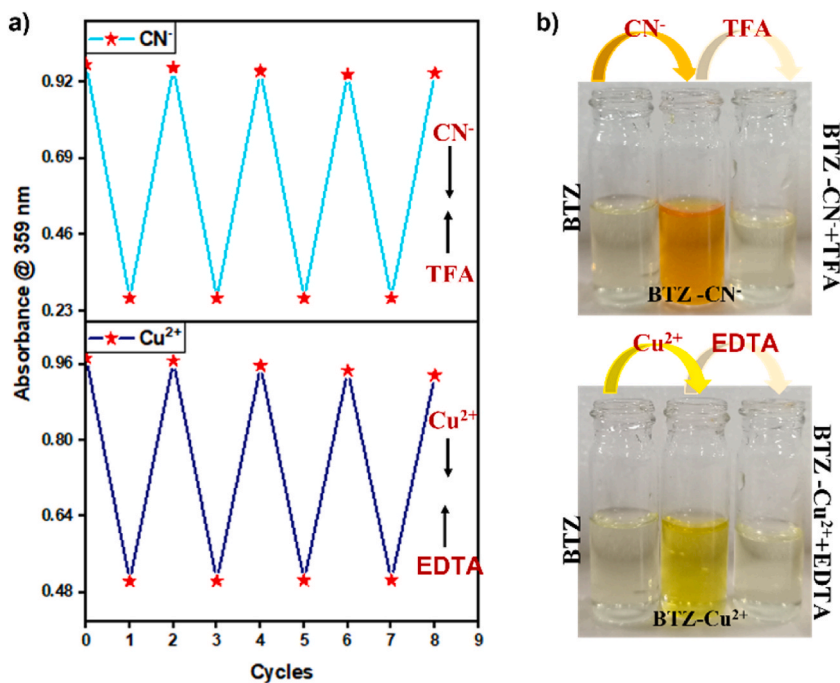 a)
CN⁻
0.92
0.69
0.46
0.23
CN⁻
TFA
Cu²⁺
0.96
0.80
0.64
0.48
Cu²⁺
EDTA
0 1 2 3 4 5 6 7 8 9
Cycles
Absorbance @ 359 nm
b)
CN⁻ TFA
BTZ
BTZ -CN⁻
BTZ -CN⁻+TFA
Cu²⁺ EDTA
BTZ
BTZ-Cu²⁺
BTZ -Cu²⁺+EDTA